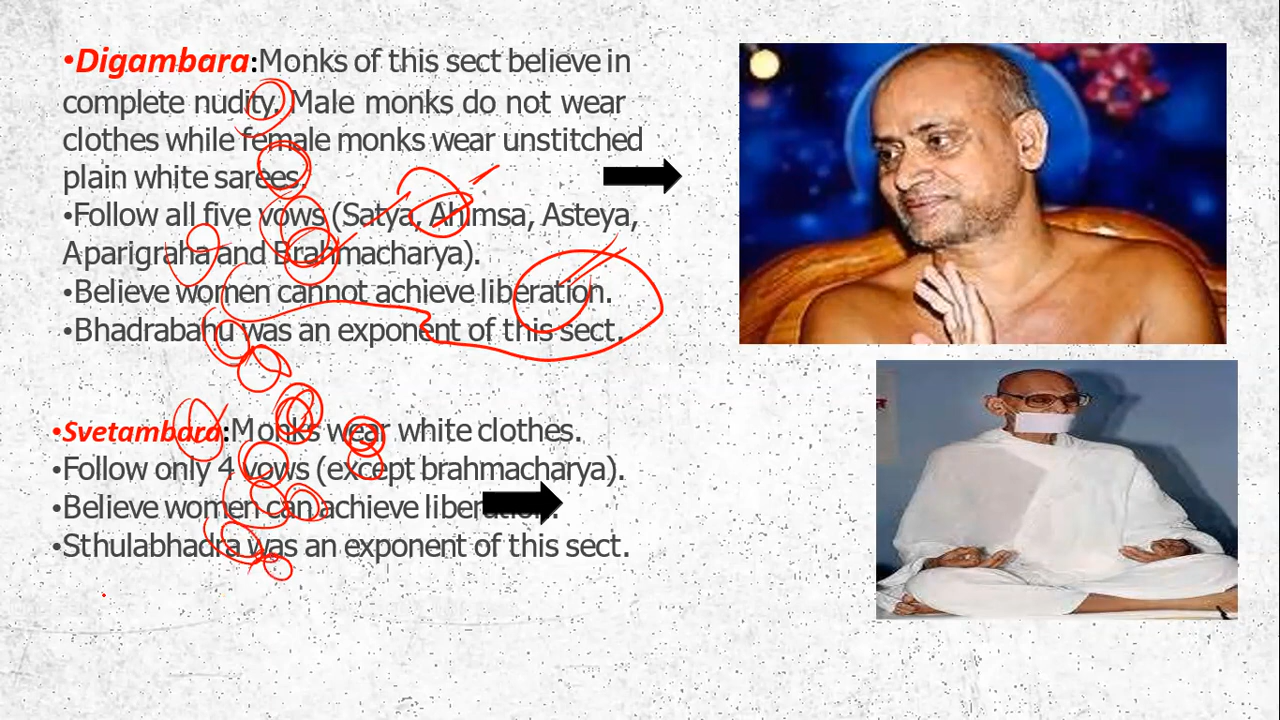 •Digambara:Monks of this sect believe in
complete nudity. Male monks do not wear
clothes while female monks wear unstitched
plain white sarees.
•Follow all five vows (Satya, Ahimsa, Asteya,
Aparigraha and Brahmacharya).
•Believe women cannot achieve liberation.
•Bhadrabahu was an exponent of this sect.
•Svetambara:Monks wear white clothes.
•Follow only 4 vows (except brahmacharya).
•Believe women can achieve liberation.
•Sthulabhadra was an exponent of this sect.